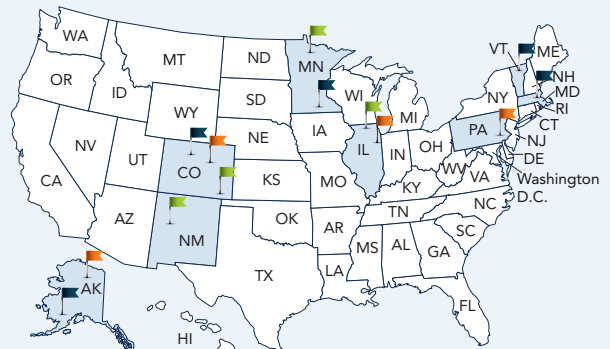 WA
MT
ND
MN
VT
ME
OR
ID
SD
WI
NY
NH
MD
RI
WY
MI
CT
NV
UT
NE
IA
PA
NJ
CA
CO
IL
IN
OH
DE
KS
MO
WV
VA
Washington
D.C.
KY
AZ
NM
OK
TN
NC
AR
SC
TX
MS
AL
GA
LA
AK
FL
HI